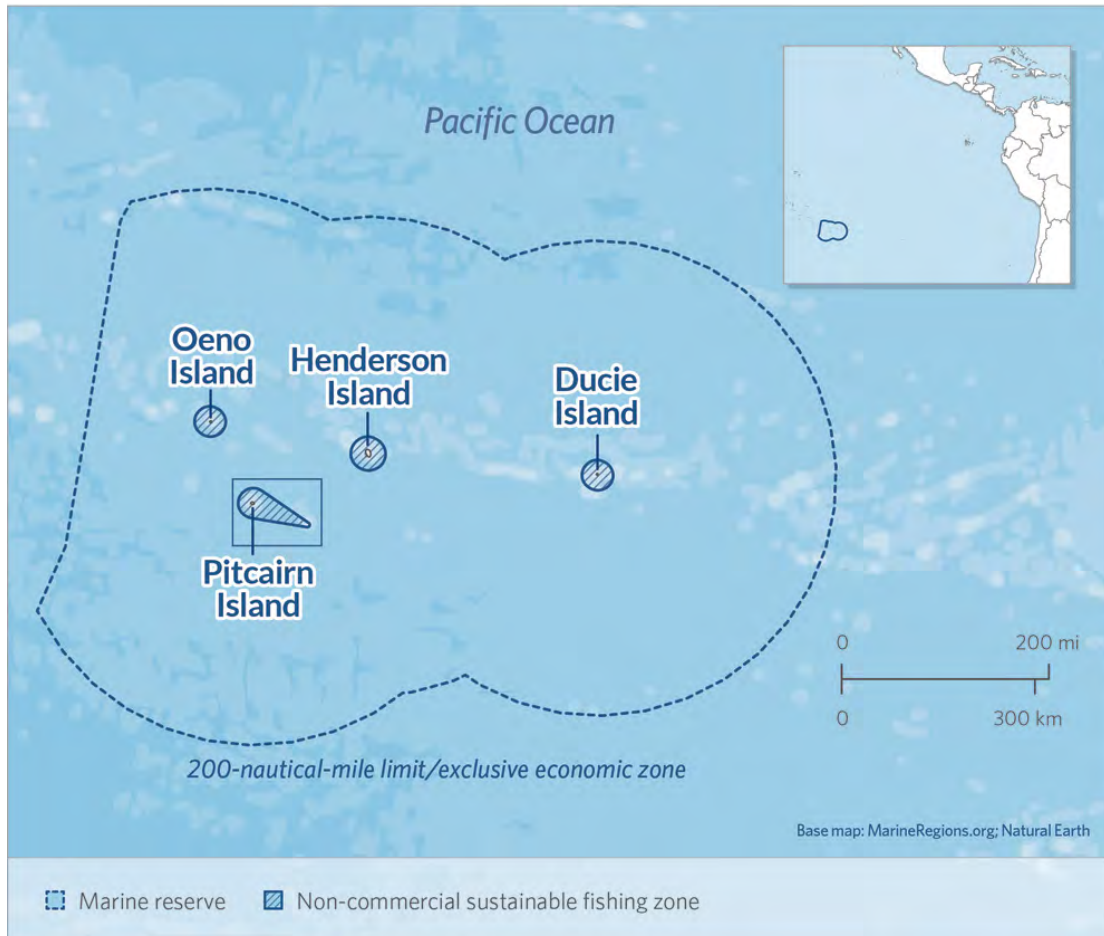 Pacific Ocean
Oeno
Island
Henderson
Island
Ducie
Island
Pitcairn
Island
0 200 mi
0 300 km
200-nautical-mile limit/exclusive economic zone
Base map: MarineRegions.org; Natural Earth
Marine reserve
Non-commercial sustainable fishing zone